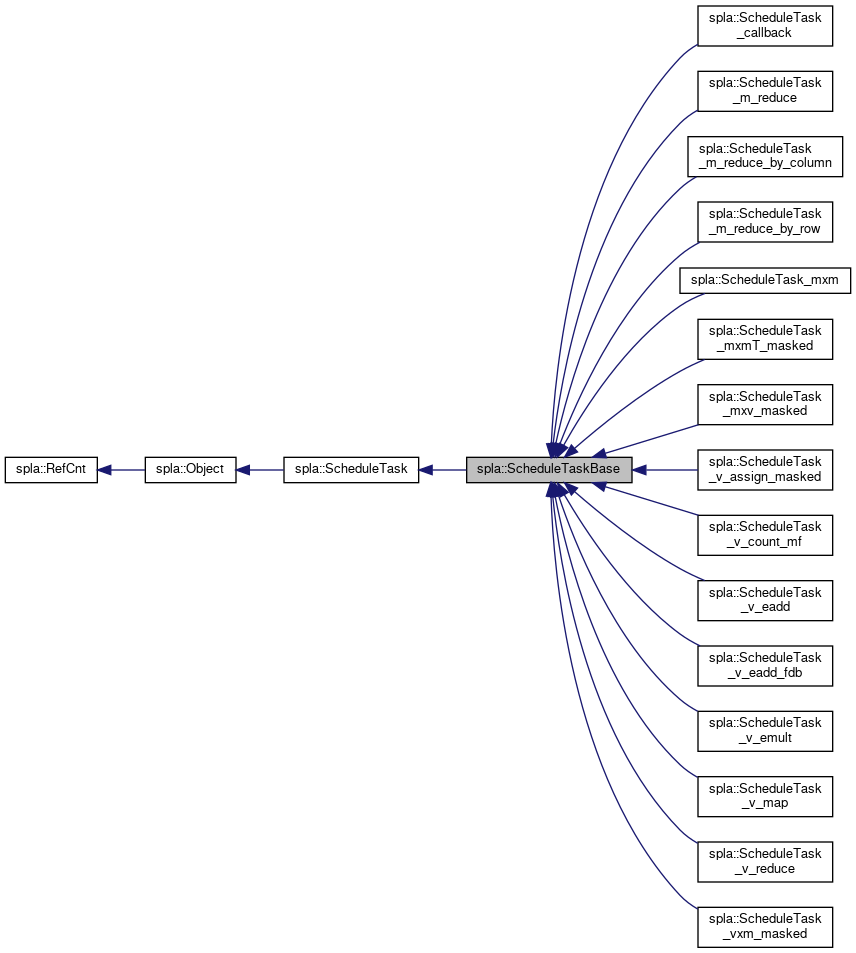 spla::ScheduleTask
_callback
spla::ScheduleTask
_m_reduce
spla::ScheduleTask
_m_reduce_by_column
spla::ScheduleTask
_m_reduce_by_row
spla::ScheduleTask_mxm
spla::ScheduleTask
_mxmT_masked
spla::ScheduleTask
_mxv_masked
spla::RefCnt
spla::Object
spla::ScheduleTask
spla::ScheduleTaskBase
spla::ScheduleTask
_v_assign_masked
spla::ScheduleTask
_v_count_mf
spla::ScheduleTask
_v_eadd
spla::ScheduleTask
_v_eadd_fdb
spla::ScheduleTask
_v_emult
spla::ScheduleTask
_v_map
spla::ScheduleTask
_v_reduce
spla::ScheduleTask
_vxm_masked